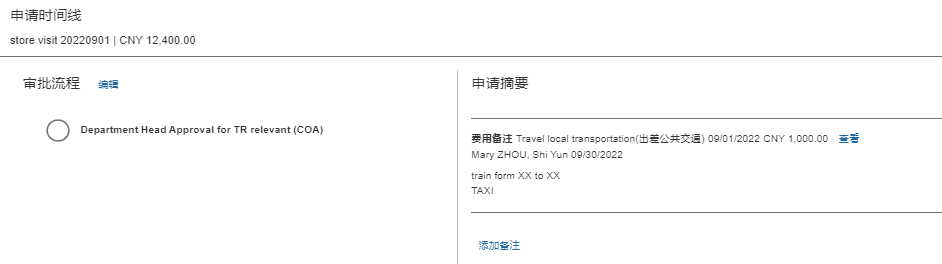 申请时间线
store visit 20220901 | CNY 12,400.00
审批流程 编辑
Department Head Approval for TR relevant (COA)
申请摘要
费用备注 Travel local transportation(出差公共交通) 09/01/2022 CNY 1,000.00 查看
Mary ZHOU, Shi Yun 09/30/2022
train form XX to XX
TAXI
添加备注